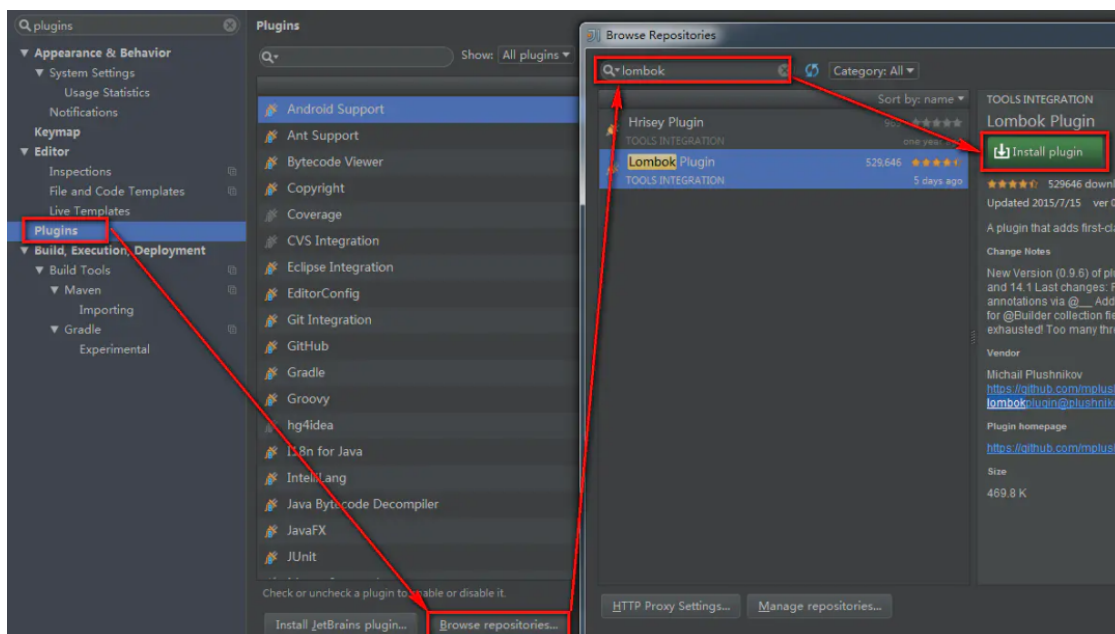 plugins
Appearance & Behavior
System Settings
Usage Statistics
Notifications
Keymap
Editor
Inspections
File and Code Templates
Live Templates
Plugins
Build, Execution, Deployment
Build Tools
Maven
Importing
Gradle
Experimental
Plugins
Show: All plugins
Android Support
Ant Support
Bytecode Viewer
Copyright
Coverage
CVS Integration
Eclipse Integration
EditorConfig
Git Integration
GitHub
Gradle
Groovy
hg4idea
I18n for Java
IntelliLang
Java Bytecode Decompiler
JavaFX
JUnit
Check or uncheck a plugin to enable or disable it.
Install JetBrains plugin...
Browse repositories...
Browse Repositories
lombok
Category: All
Sort by: name
Hrisey Plugin
TOOLS INTEGRATION
one year
Lombok Plugin 529,646
TOOLS INTEGRATION 5 days ago
HTTP Proxy Settings...
Manage repositories...
TOOLS INTEGRATION
Lombok Plugin
Install plugin
529646 downl
Updated 2015/7/15 ver 0
A plugin that adds first-cla
Change Notes
New Version (0.9.6) of pl
and 14.1 Last changes: F
annotations via @__ Add
for @Builder collection fie
exhausted! Too many thr
Vendor
Michail Plushnikov
https://github.com/mplus
lombokplugin@plushnik
Plugin homepage
https://github.com/mplus
Size
469.8 K